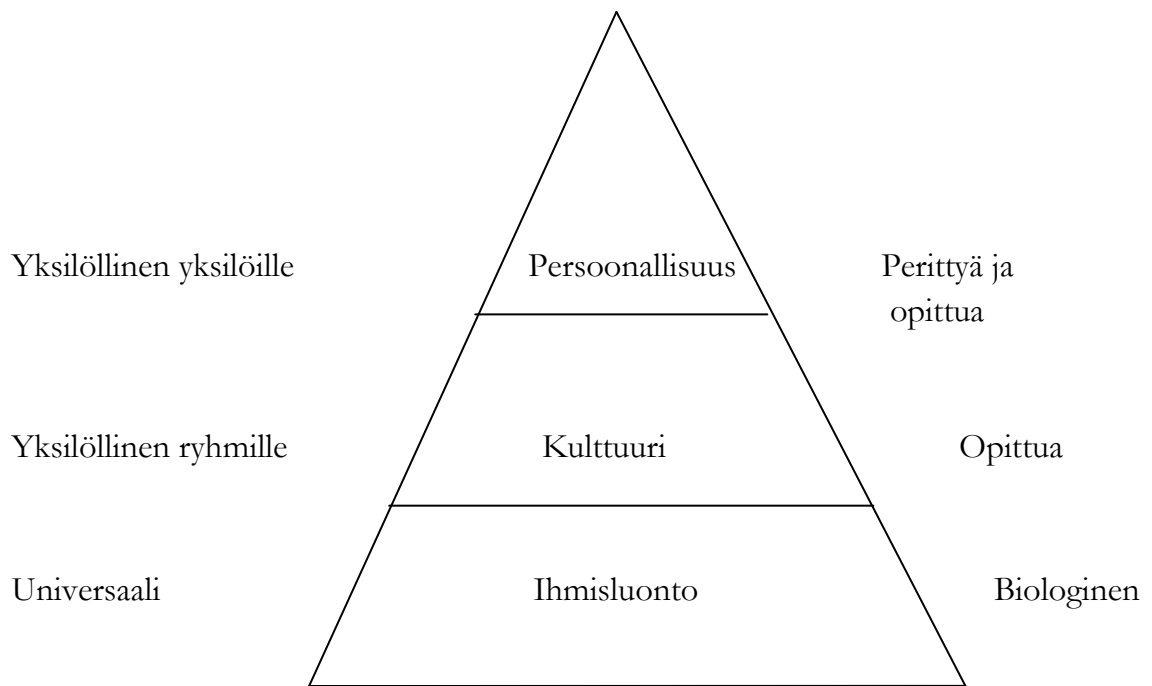 Yksilöllinen yksilöille Persoonallisuus Perittyä ja
opittua
Yksilöllinen ryhmille Kulttuuri Opittua
Universaali Ihmisluonto Biologinen